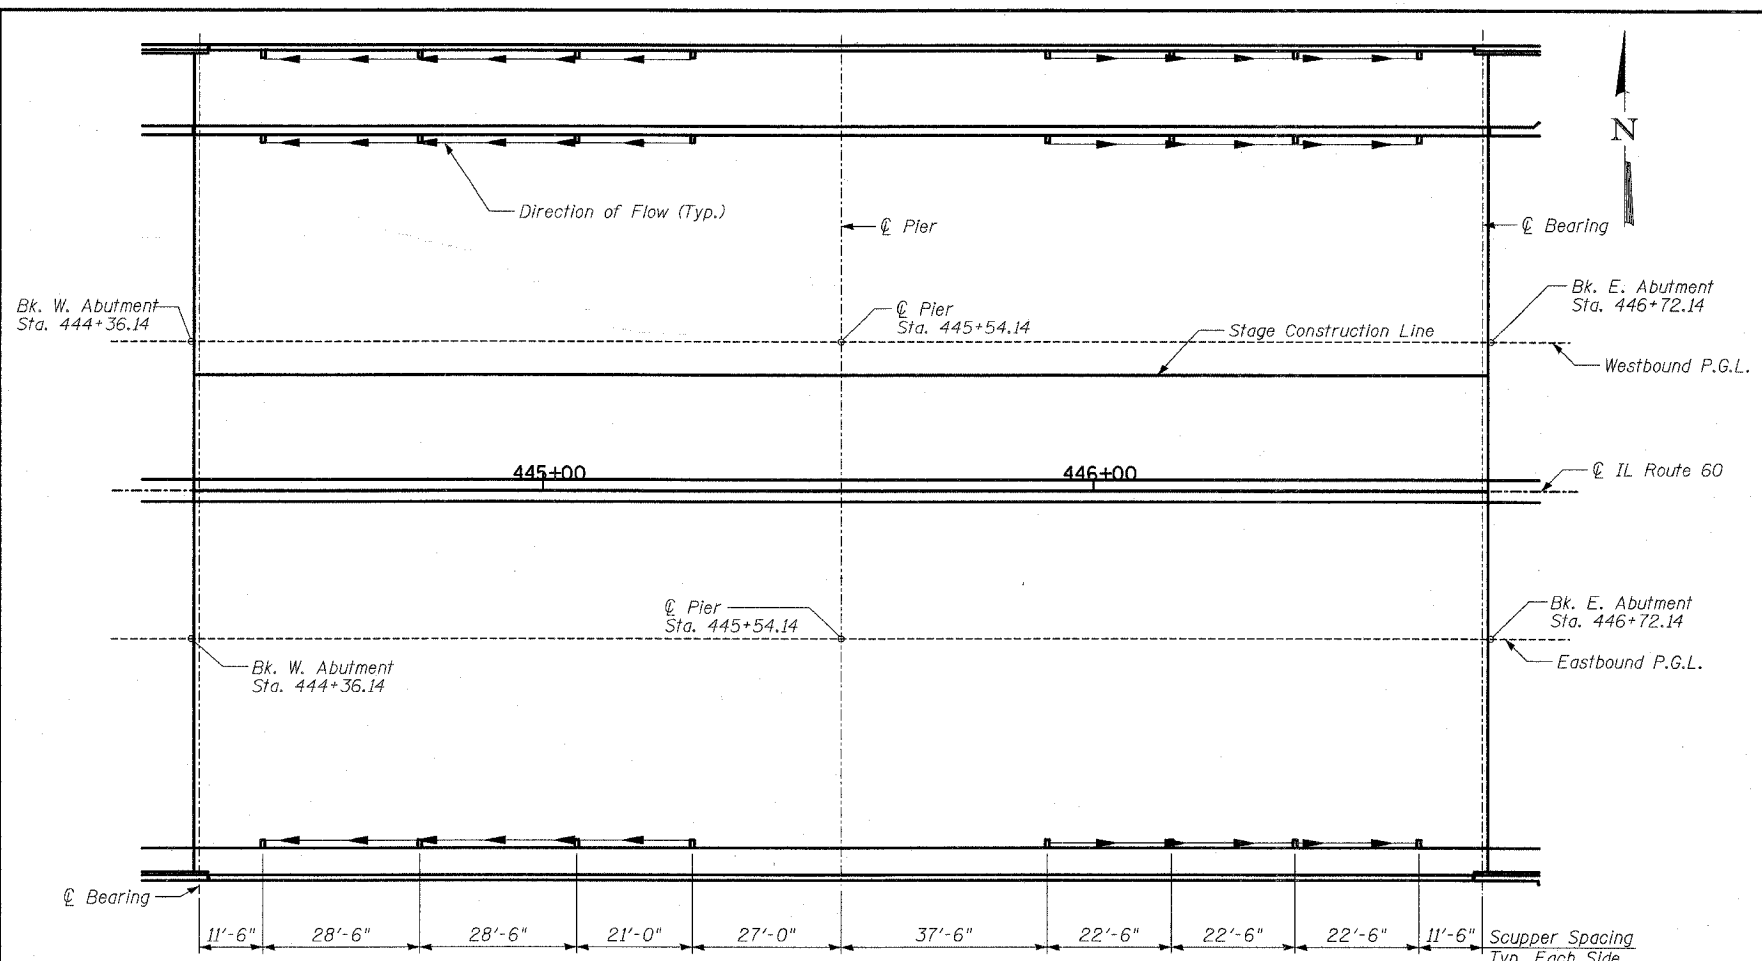 N
Direction of Flow (Typ.)
℄ Pier
℄ Bearing
Bk. W. Abutment
Sta. 444+36.14
℄ Pier
Sta. 445+54.14
Stage Construction Line
Bk. E. Abutment
Sta. 446+72.14
Westbound P.G.L.
445+00
446+00
℄ IL Route 60
℄ Pier
Sta. 445+54.14
Bk. E. Abutment
Sta. 446+72.14
Bk. W. Abutment
Sta. 444+36.14
Eastbound P.G.L.
℄ Bearing
11'-6" 28'-6" 28'-6" 21'-0" 27'-0" 37'-6" 22'-6" 22'-6" 22'-6" 11'-6" Scupper Spacing
Typ. Each Side